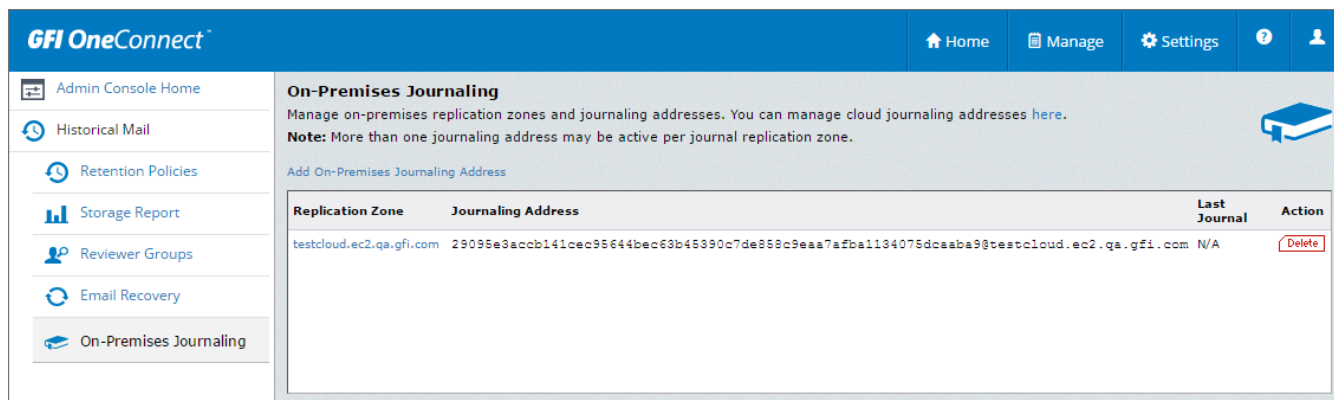 GFI OneConnect™
Home
Manage
Settings
?
Admin Console Home
Historical Mail
Retention Policies
Storage Report
Reviewer Groups
Email Recovery
On-Premises Journaling
On-Premises Journaling
Manage on-premises replication zones and journaling addresses. You can manage cloud journaling addresses here.
Note: More than one journaling address may be active per journal replication zone.
Add On-Premises Journaling Address
Replication Zone Journaling Address Last Journal Action
testcloud.ec2.qa.gfi.com 29095e3accb141cec95644bec63b45390c7de858c9eaa7afba1134075dcaaba9@testcloud.ec2.qa.gfi.com N/A Delete